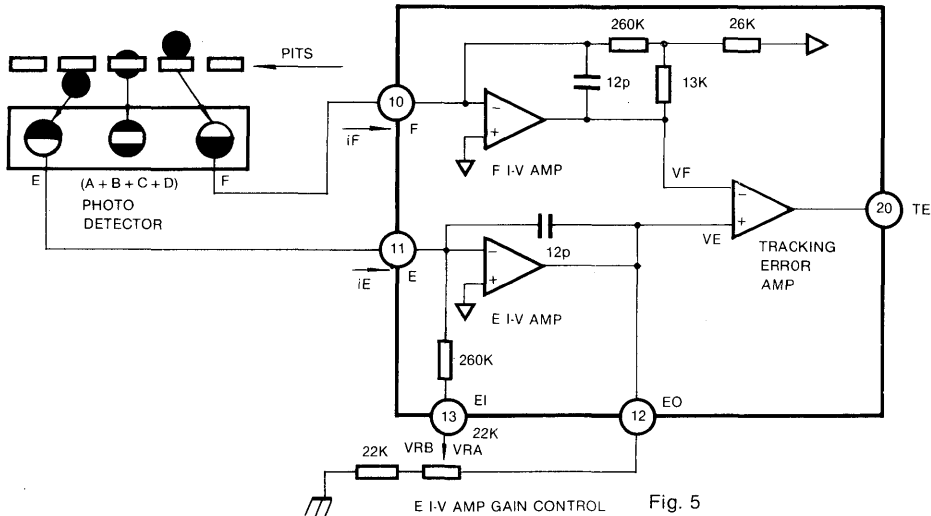 260K
26K
PITS
12p
13K
10
F
iF
F I-V AMP
VF
E
(A+B+C+D)
F
PHOTO
DETECTOR
20
TE
11
E
iE
12p
VE
TRACKING
ERROR
AMP
E I-V AMP
260K
EI
EO
13
12
22K
VRB
VRA
22K
E I-V AMP GAIN CONTROL
Fig. 5